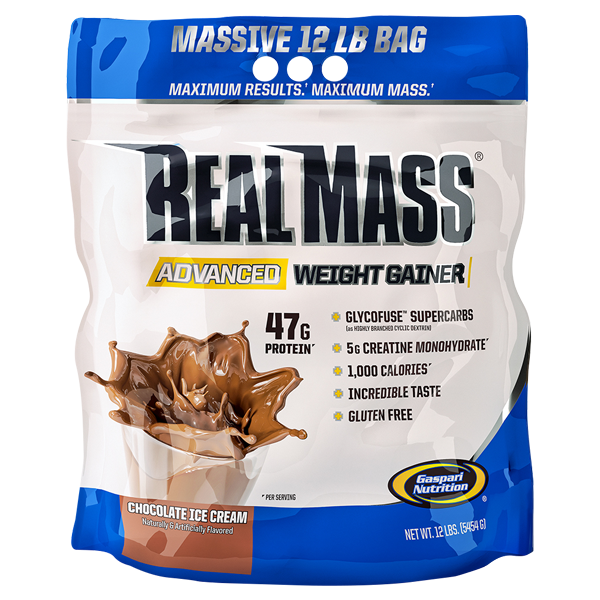 MASSIVE 12 LB BAG
MAXIMUM RESULTS.' MAXIMUM MASS.'
REAL MASS®
ADVANCED WEIGHT GAINER
47G
PROTEIN'
GLYCOFUSE™ SUPERCARBS
(AS HIGHLY BRANCHED CYCLIC DEXTRIN)
5G CREATINE MONOHYDRATE'
1,000 CALORIES'
INCREDIBLE TASTE
GLUTEN FREE
' PER SERVING
Gaspari
Nutrition
®
CHOCOLATE ICE CREAM
Naturally & Artificially Flavored
NET WT. 12 LBS. (5454 G)